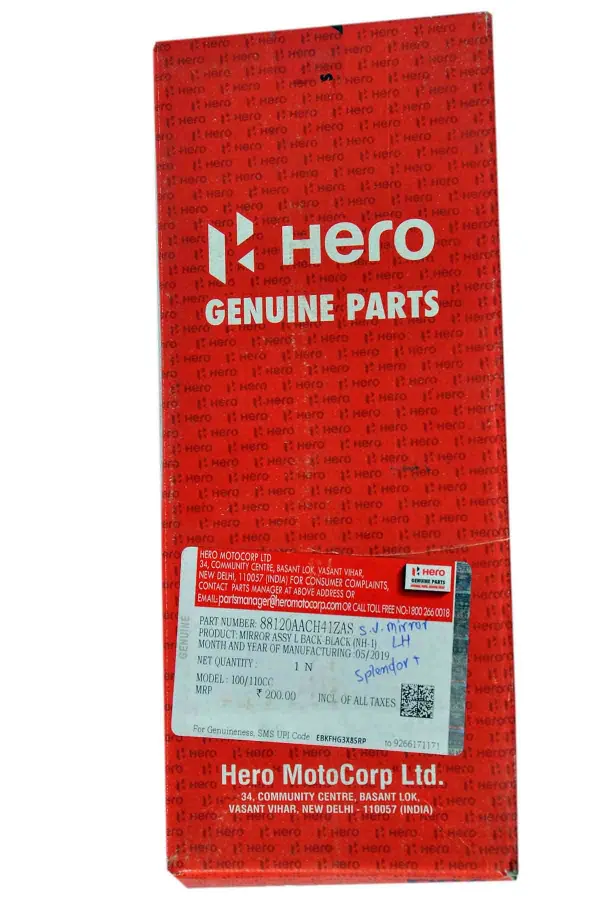 Hero
GENUINE PARTS
HERO MOTOCORP LTD
34, COMMUNITY CENTRE, BASANT LOK, VASANT VIHAR,
NEW DELHI, 110057 (INDIA) FOR CONSUMER COMPLAINTS,
CONTACT PARTS MANAGER AT ABOVE ADDRESS OR
EMAIL: partsmanager@heromotocorp.com OR CALL TOLL FREE NO:1800 266 0018
Hero
GENUINE PARTS
GENUINE
PART NUMBER: 88120AACH41ZAS S.V. Mirror
PRODUCT: MIRROR ASSY L BACK-BLACK (NH-1) LH
MONTH AND YEAR OF MANUFACTURING :05/2019
NET QUANTITY : 1 N Splendor +
MODEL : 100/110CC
MRP ₹ 200.00 INCL OF ALL TAXES
For Genuineness, SMS UPI Code EBKFHG3X8SRP to 9266171171
Hero MotoCorp Ltd.
34, COMMUNITY CENTRE, BASANT LOK,
VASANT VIHAR, NEW DELHI - 110057 (INDIA)